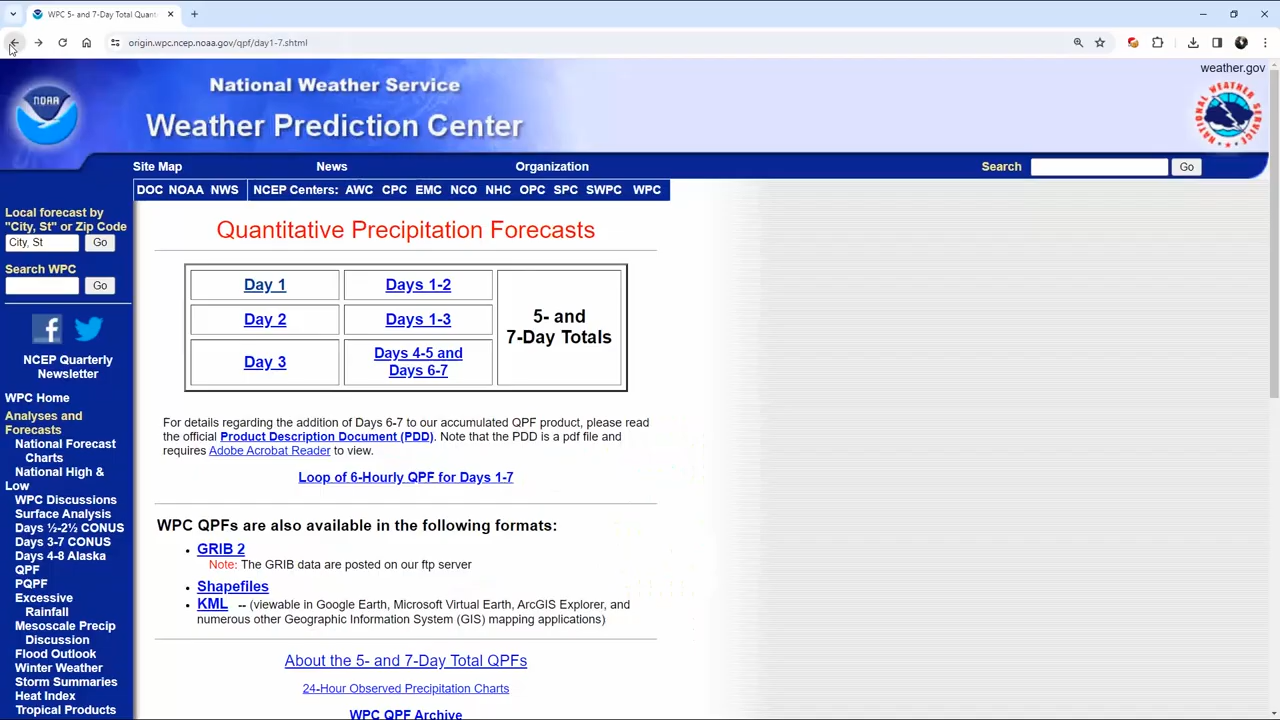 WPC 5- and 7-Day Total Quant
origin.wpc.ncep.noaa.gov/qpf/day1-7.shtml
weather.gov
NOAA
National Weather Service
Weather Prediction Center
Site Map
News
Organization
Search
Go
DOC NOAA NWS
NCEP Centers: AWC CPC EMC NCO NHC OPC SPC SWPC WPC
Local forecast by
"City, St" or Zip Code
City, St
Go
Search WPC
Go
NCEP Quarterly
Newsletter
WPC Home
Analyses and
Forecasts
National Forecast
Charts
National High &
Low
WPC Discussions
Surface Analysis
Days ½-2½ CONUS
Days 3-7 CONUS
Days 4-8 Alaska
QPF
PQPF
Excessive
Rainfall
Mesoscale Precip
Discussion
Flood Outlook
Winter Weather
Storm Summaries
Heat Index
Tropical Products
Quantitative Precipitation Forecasts
Day 1
Days 1-2
5- and
7-Day Totals
Day 2
Days 1-3
Day 3
Days 4-5 and
Days 6-7
For details regarding the addition of Days 6-7 to our accumulated QPF product, please read
the official Product Description Document (PDD). Note that the PDD is a pdf file and
requires Adobe Acrobat Reader to view.
Loop of 6-Hourly QPF for Days 1-7
WPC QPFs are also available in the following formats:
• GRIB 2
Note: The GRIB data are posted on our ftp server
• Shapefiles
• KML -- (viewable in Google Earth, Microsoft Virtual Earth, ArcGIS Explorer, and
numerous other Geographic Information System (GIS) mapping applications)
About the 5- and 7-Day Total QPFs
24-Hour Observed Precipitation Charts
WPC QPF Archive